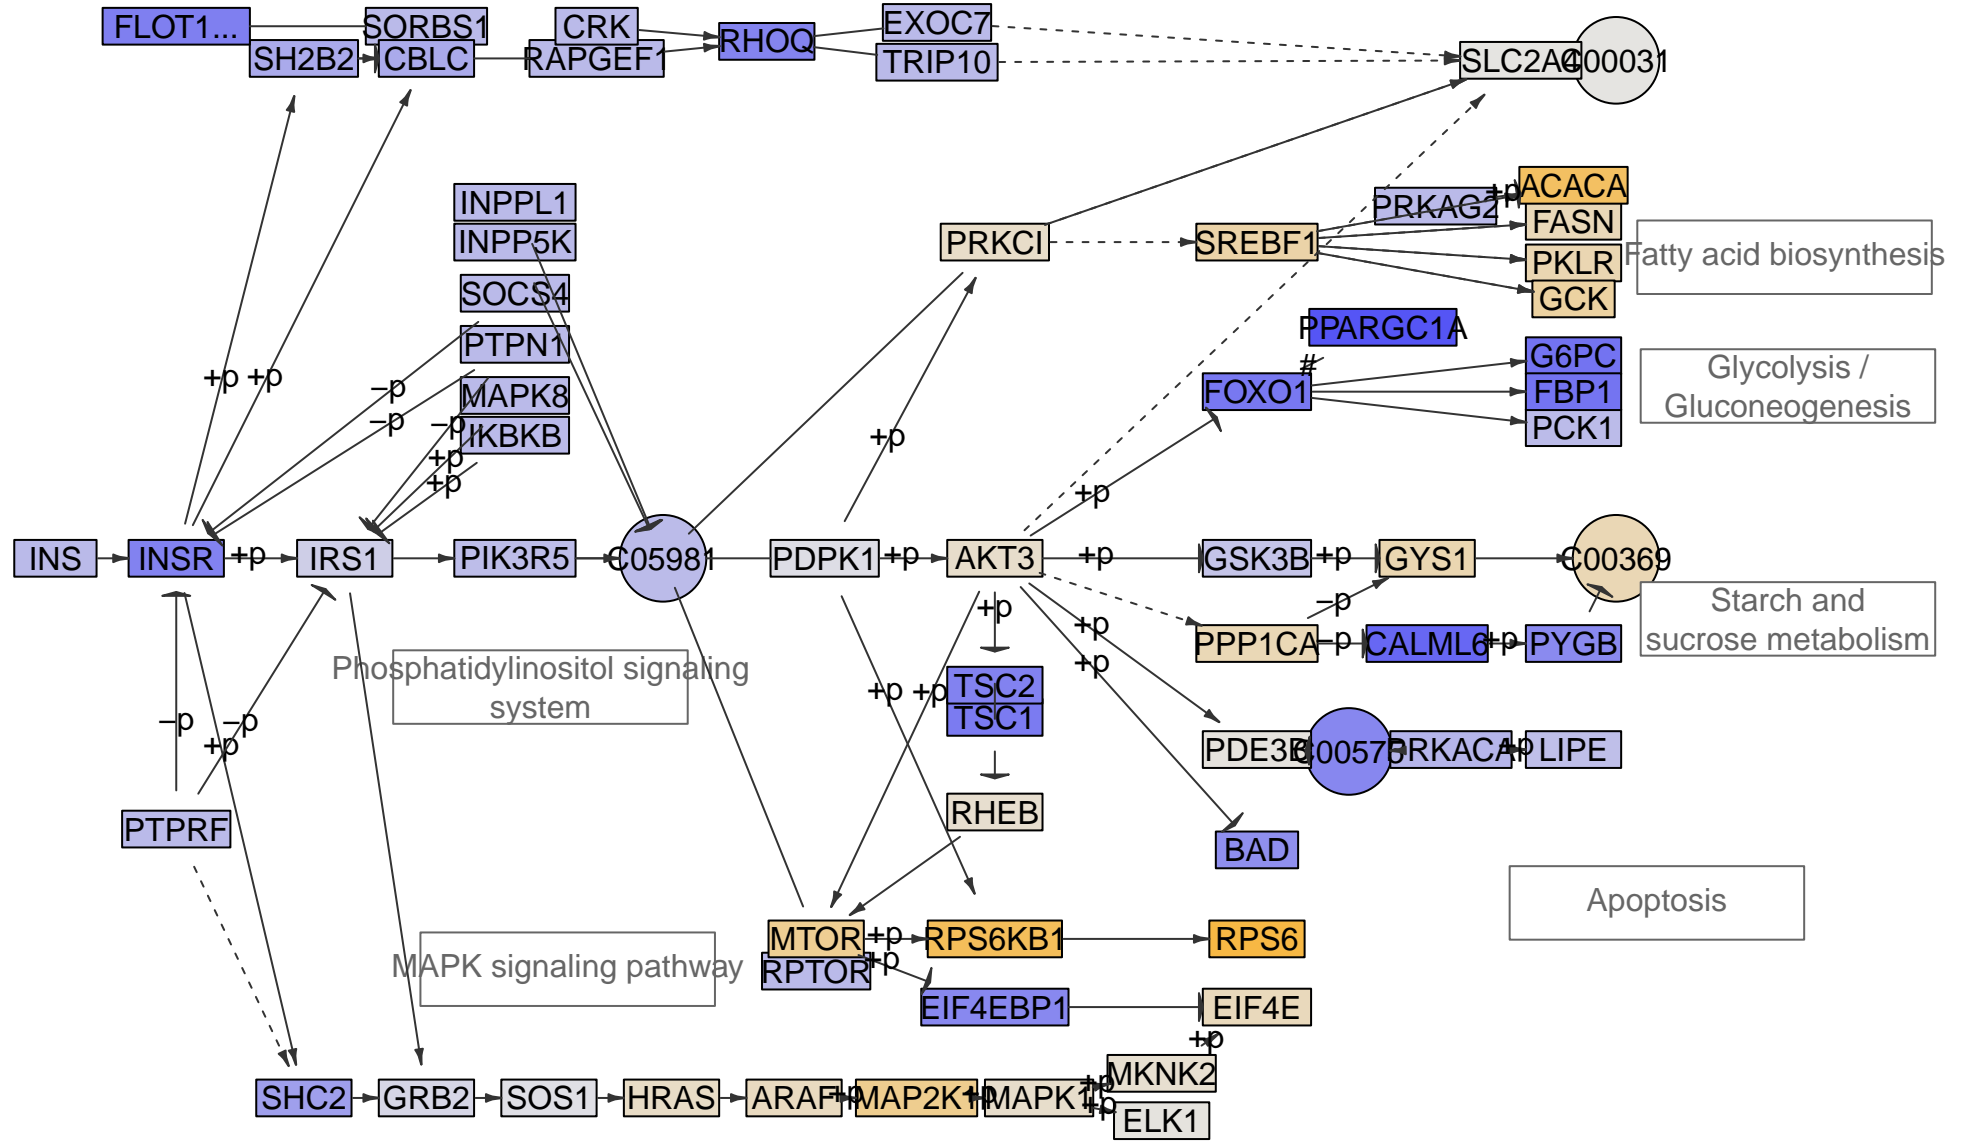 FLOT1...
SORBS1
CRK
EXOC7
SH2B2
CBLC
RAPGEF1
RHOQ
TRIP10
SLC2A4
C00031
INPPL1
INPP5K
SOCS4
PTPN1
MAPK8
IKBKB
PRKCI
SREBF1
PRKAG2
+p
ACACA
FASN
PKLR
GCK
Fatty acid biosynthesis
PPARGC1A
#
FOXO1
G6PC
FBP1
PCK1
Glycolysis /
Gluconeogenesis
+p
+p
−p
−p
−p
+p
+p
+p
+p
INS
INSR
+p
IRS1
PIK3R5
C05981
PDPK1
+p
AKT3
+p
GSK3B
+p
GYS1
C00369
Starch and
sucrose metabolism
−p
PPP1CA
−p
CALML6
+p
PYGB
+p
+p
+p
Phosphatidylinositol signaling
system
−p
−p
+p
+p
+p
TSC2
TSC1
PDE3B
C00575
PRKACA
+p
LIPE
PTPRF
RHEB
BAD
Apoptosis
MTOR
RPTOR
+p
+p
RPS6KB1
RPS6
MAPK signaling pathway
EIF4EBP1
EIF4E
+p
MKNK2
SHC2
GRB2
SOS1
HRAS
ARAF
+p
MAP2K1
+p
MAPK1
+p
+p
ELK1